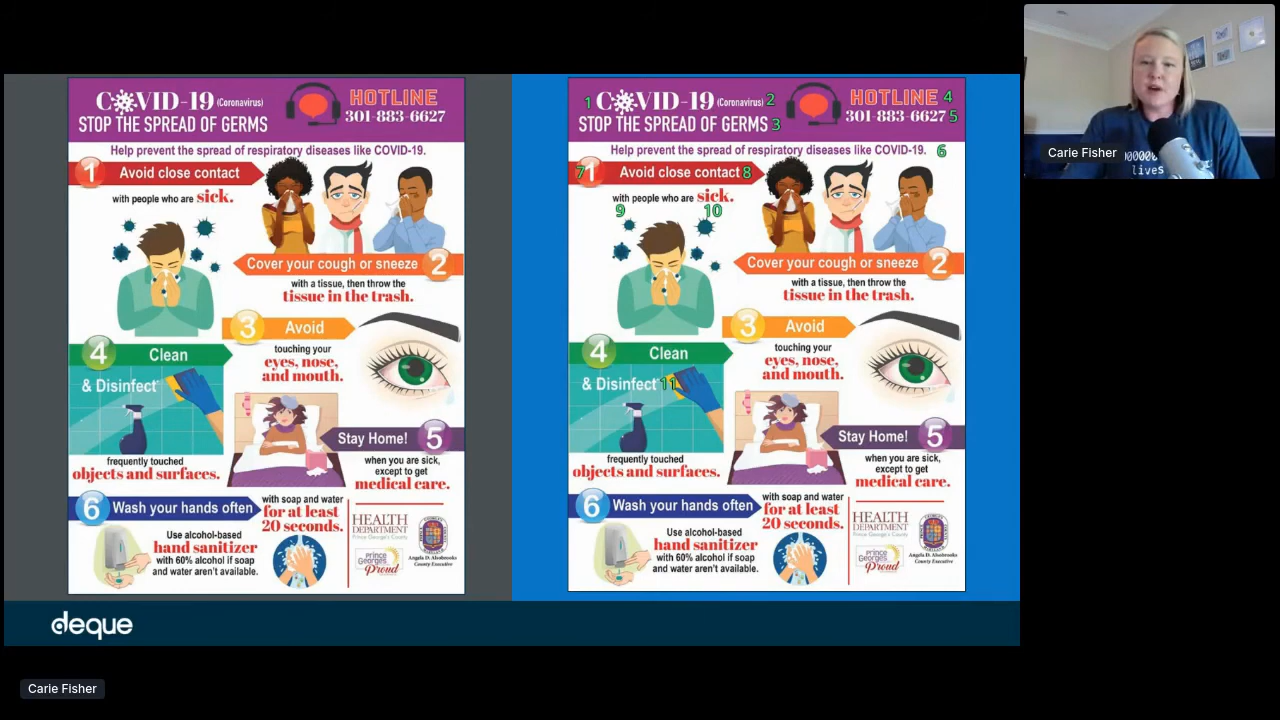 COVID-19 (Coronavirus)
STOP THE SPREAD OF GERMS
HOTLINE
301-883-6627
Help prevent the spread of respiratory diseases like COVID-19.
1 Avoid close contact
with people who are sick.
Cover your cough or sneeze 2
with a tissue, then throw the
tissue in the trash.
3 Avoid
touching your
eyes, nose,
and mouth.
4 Clean
& Disinfect
frequently touched
objects and surfaces.
Stay Home! 5
when you are sick,
except to get
medical care.
6 Wash your hands often
with soap and water
for at least
20 seconds.
Use alcohol-based
hand sanitizer
with 60% alcohol if soap
and water aren't available.
HEALTH
DEPARTMENT
Prince George's County
Prince
George's
Proud
Angela D. Alsobrooks
County Executive
1 COVID-19 (Coronavirus) 2
STOP THE SPREAD OF GERMS 3
HOTLINE 4
301-883-6627 5
Help prevent the spread of respiratory diseases like COVID-19. 6
7 1 Avoid close contact 8
with people who are sick.
9 10
Cover your cough or sneeze 2
with a tissue, then throw the
tissue in the trash.
3 Avoid
touching your
eyes, nose,
and mouth.
4 Clean
& Disinfect 11
frequently touched
objects and surfaces.
Stay Home! 5
when you are sick,
except to get
medical care.
6 Wash your hands often
with soap and water
for at least
20 seconds.
Use alcohol-based
hand sanitizer
with 60% alcohol if soap
and water aren't available.
HEALTH
DEPARTMENT
Prince George's County
Prince
George's
Proud
Angela D. Alsobrooks
County Executive
deque
Carie Fisher
Carie Fisher
lives